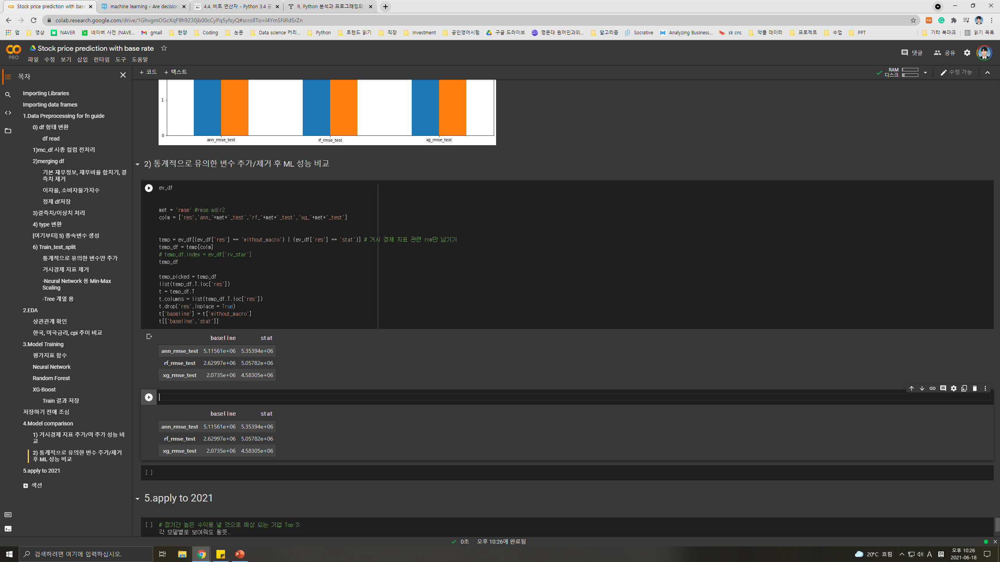 Stock price prediction with base
machine learning - Are decision
4.4. 비트 연산자 - Python 3.4 공
R, Python 분석과 프로그래밍의
colab.research.google.com/drive/1GhvgmOGcXqF9h9230jb00cCyPq5yfsyQ#scrollTo=l4YmSNRdSrZn
앱 영상 NAVER 네이버 사전 (NAVE... gmail 한양 Coding 논문 Data science 커리... Python 트렌드 읽기 직장 Investment 공인영어시험 구글 드라이브 명문대 원어민과의... 알고리즘 Socrative Analyzing Business... sk cnc 악플 데이터 프로젝트 수업 PPT 기타 북마크 읽기 목록
PRO
Stock price prediction with base rate
파일 수정 보기 삽입 런타임 도구 도움말
댓글 공유
목차
+ 코드 + 텍스트
RAM
디스크
수정 가능
Importing Libraries
Importing data frames
1.Data Preprocessing for fn guide
0) df 형태 변환
df read
1)mc_df 시총 컬럼 전처리
2)merging df
기본 재무정보, 재무비율 합치기, 결
측치 제거
이자율, 소비자물가지수
정제 df저장
3)결측치/이상치 처리
4) type 변환
[여기부터] 5) 종속변수 생성
6) Train_test_split
통계적으로 유의한 변수만 추가
거시경제 지표 제거
-Neural Network 용 Min-Max
Scaling
-Tree 계열 용
2.EDA
상관관계 확인
한국, 미국금리, cpi 추이 비교
3.Model Training
평가지표 함수
Neural Network
Random Forest
XG-Boost
Train 결과 저장
저장하기 전에 조심
4.Model comparison
1) 거시경제 지표 추가/미 추가 성능 비
교
2) 통계적으로 유의한 변수 추가/제거
후 ML 성능 비교
5.apply to 2021
섹션
1
0
ann_rmse_test rf_rmse_test xg_rmse_test
2) 통계적으로 유의한 변수 추가/제거 후 ML 성능 비교
ev_df
met = 'rmse' #rmse adjr2
colm = ['res','ann_'+met+'_test','rf_'+met+'_test','xg_'+met+'_test']
temp = ev_df[(ev_df['res'] == 'without_macro') | (ev_df['res'] == 'stat')] # 거시 경제 지표 관련 row만 남기기
temp_df = temp[colm]
# temp_df.index = ev_df['rv_star']
temp_df
temp_picked = temp_df
list(temp_df.T.loc['res'])
t = temp_df.T
t.columns = list(temp_df.T.loc['res'])
t.drop('res',inplace = True)
t['baseline'] = t['without_macro']
t[['baseline','stat']]
baseline stat
ann_rmse_test 5.11561e+06 5.35394e+06
rf_rmse_test 2.62997e+06 5.05782e+06
xg_rmse_test 2.0735e+06 4.58305e+06
baseline stat
ann_rmse_test 5.11561e+06 5.35394e+06
rf_rmse_test 2.62997e+06 5.05782e+06
xg_rmse_test 2.0735e+06 4.58305e+06
[ ]
5.apply to 2021
[ ] # 장기간 높은 수익을 낼 것으로 예상 되는 기업 Top 3:
각 모델별로 보여줘도 될듯.
0초 오후 10:26에 완료됨
검색하려면 여기에 입력하십시오.
20°C 흐림
A 한
오후 10:26
2021-06-18